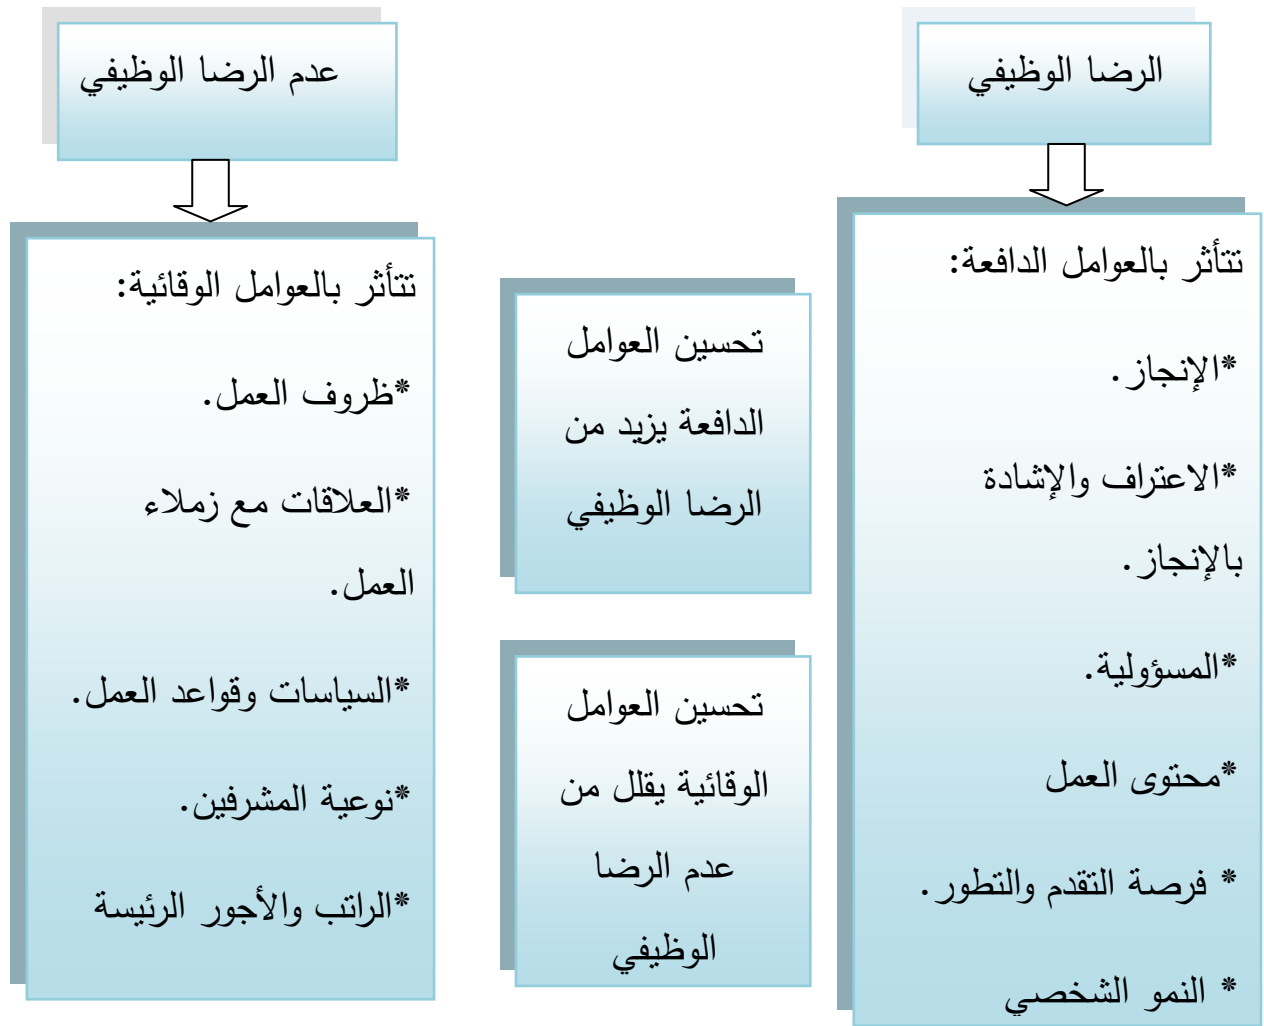 الرضا الوظيفي
تتأثر بالعوامل الدافعة:
*الإنجاز.
*الاعتراف والإشادة
بالإنجاز.
*المسؤولية.
*محتوى العمل
* فرصة التقدم والتطور.
* النمو الشخصي
تحسين العوامل
الدافعة يزيد من
الرضا الوظيفي
تحسين العوامل
الوقائية يقلل من
عدم الرضا
الوظيفي
عدم الرضا الوظيفي
تتأثر بالعوامل الوقائية:
*ظروف العمل.
*العلاقات مع زملاء
العمل.
*السياسات وقواعد العمل.
*نوعية المشرفين.
*الراتب والأجور الرئيسة